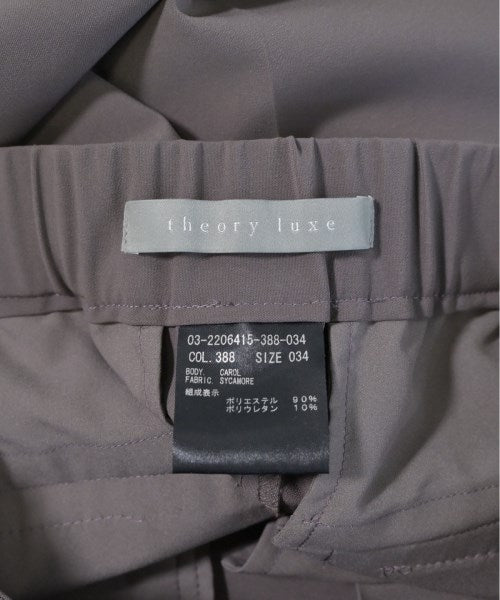 theory luxe
03-2206415-388-034
COL. 388 SIZE 034
BODY. CAROL
FABRIC. SYCAMORE
組成表示
ポリエステル 90%
ポリウレタン 10%